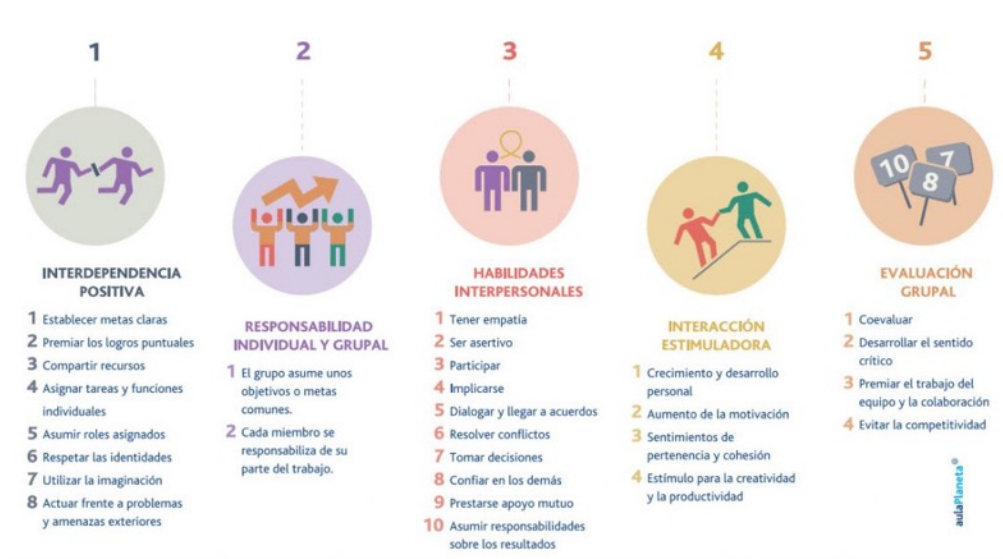 1
INTERDEPENDENCIA
POSITIVA
1 Establecer metas claras
2 Premiar los logros puntuales
3 Compartir recursos
4 Asignar tareas y funciones
individuales
5 Asumir roles asignados
6 Respetar las identidades
7 Utilizar la imaginación
8 Actuar frente a problemas
y amenazas exteriores
2
RESPONSABILIDAD
INDIVIDUAL Y GRUPAL
1 El grupo asume unos
objetivos o metas
comunes.
2 Cada miembro se
responsabiliza de su
parte del trabajo.
3
HABILIDADES
INTERPERSONALES
1 Tener empatía
2 Ser asertivo
3 Participar
4 Implicarse
5 Dialogar y llegar a acuerdos
6 Resolver conflictos
7 Tomar decisiones
8 Confiar en los demás
9 Prestarse apoyo mutuo
10 Asumir responsabilidades
sobre los resultados
4
INTERACCIÓN
ESTIMULADORA
1 Crecimiento y desarrollo
personal
2 Aumento de la motivación
3 Sentimientos de
pertenencia y cohesión
4 Estímulo para la creatividad
y la productividad
5
10
7
8
EVALUACIÓN
GRUPAL
1 Coevaluar
2 Desarrollar el sentido
crítico
3 Premiar el trabajo del
equipo y la colaboración
4 Evitar la competitividad
aulaPlaneta®